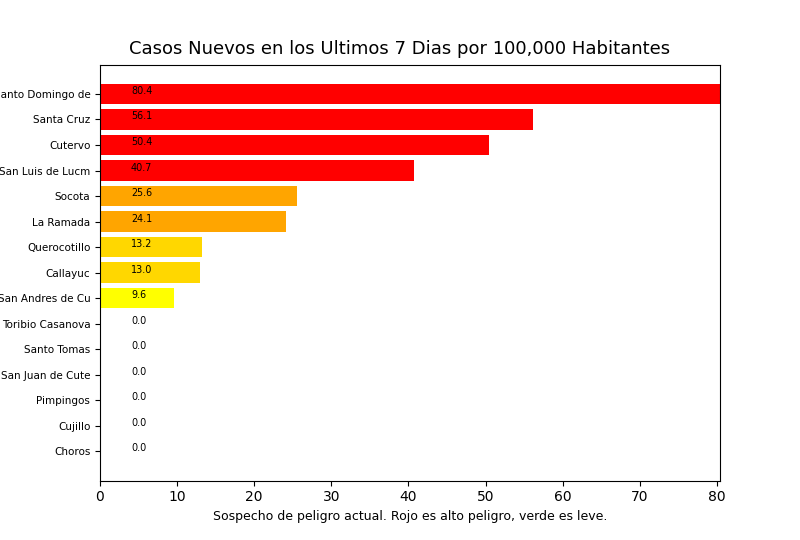 Casos Nuevos en los Ultimos 7 Dias por 100,000 Habitantes
anto Domingo de 80.4
Santa Cruz 56.1
Cutervo 50.4
San Luis de Lucm 40.7
Socota 25.6
La Ramada 24.1
Querocotillo 13.2
Callayuc 13.0
San Andres de Cu 9.6
Toribio Casanova 0.0
Santo Tomas 0.0
San Juan de Cute 0.0
Pimpingos 0.0
Cujillo 0.0
Choros 0.0
0 10 20 30 40 50 60 70 80
Sospecho de peligro actual. Rojo es alto peligro, verde es leve.